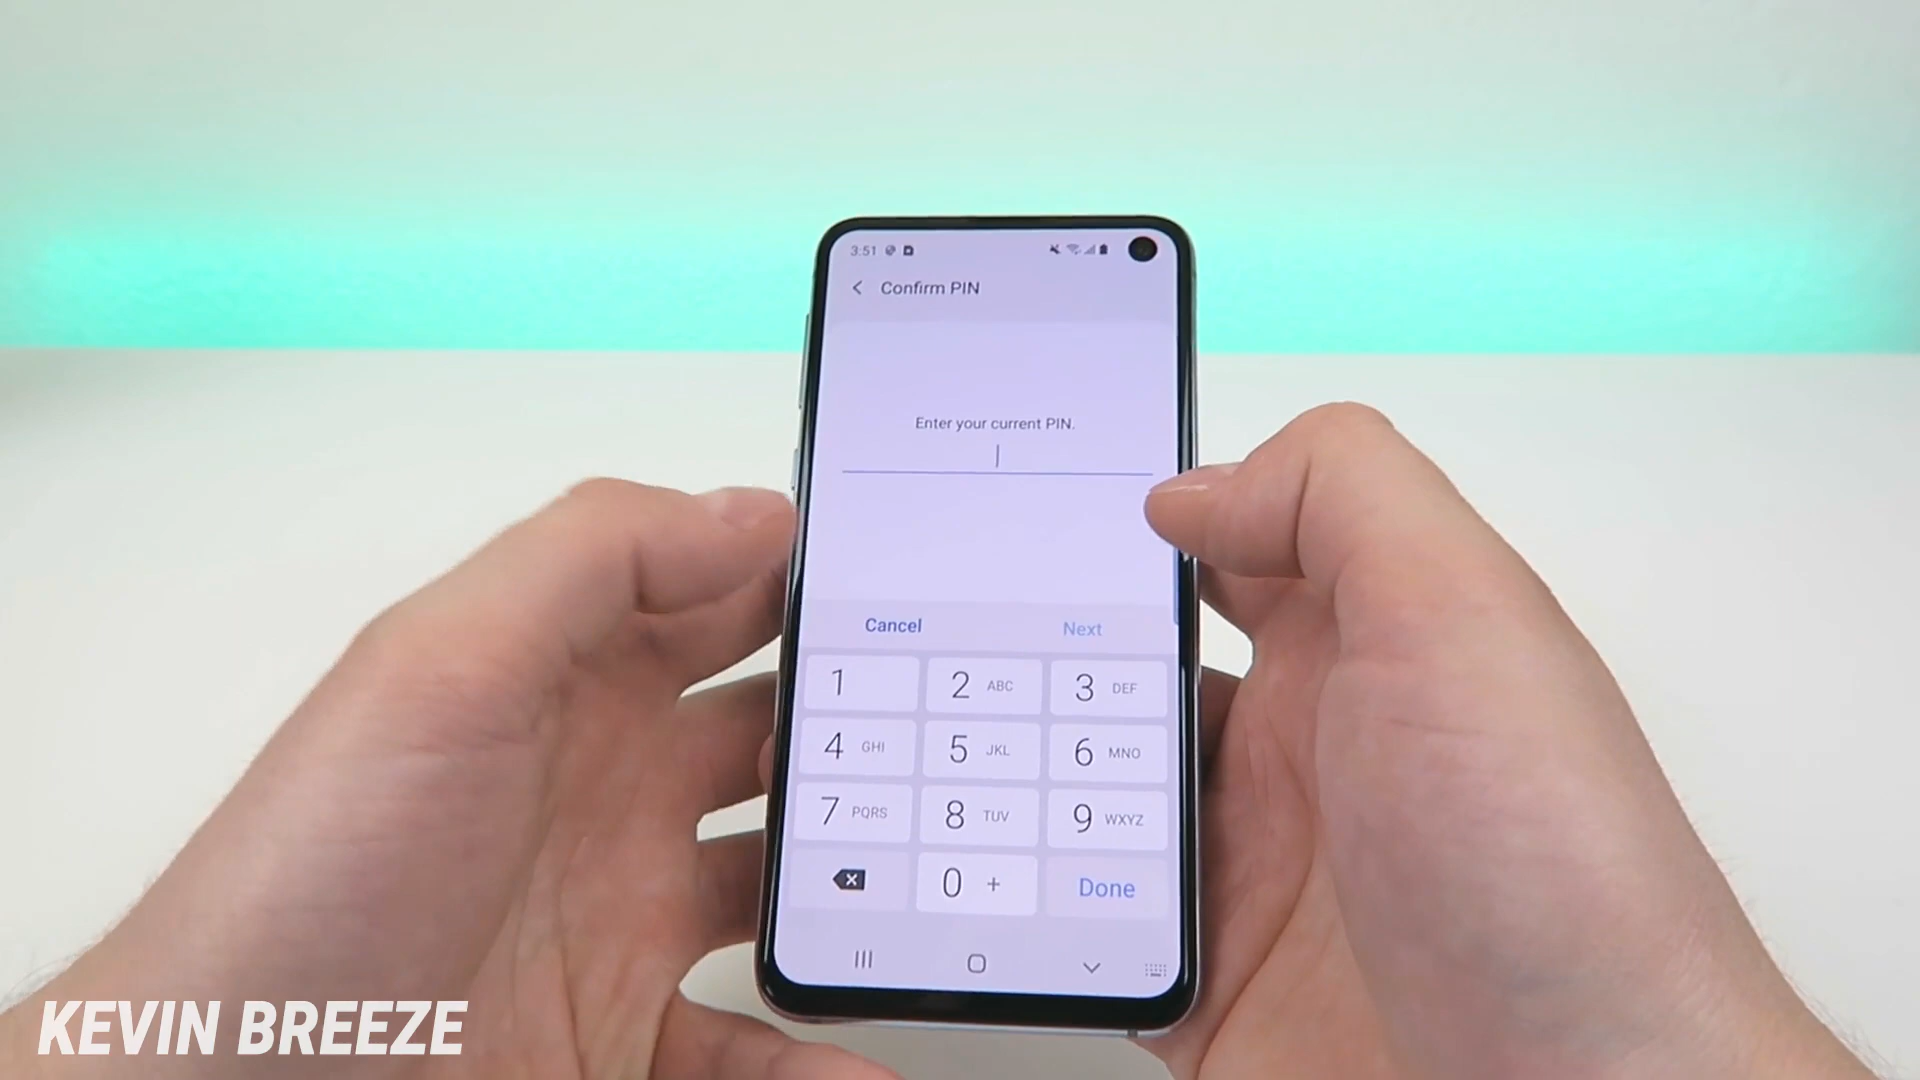 3:51
Confirm PIN
Enter your current PIN.
Cancel Next
1 2 ABC 3 DEF
4 GHI 5 JKL 6 MNO
7 PQRS 8 TUV 9 WXYZ
0 + Done
KEVIN BREEZE